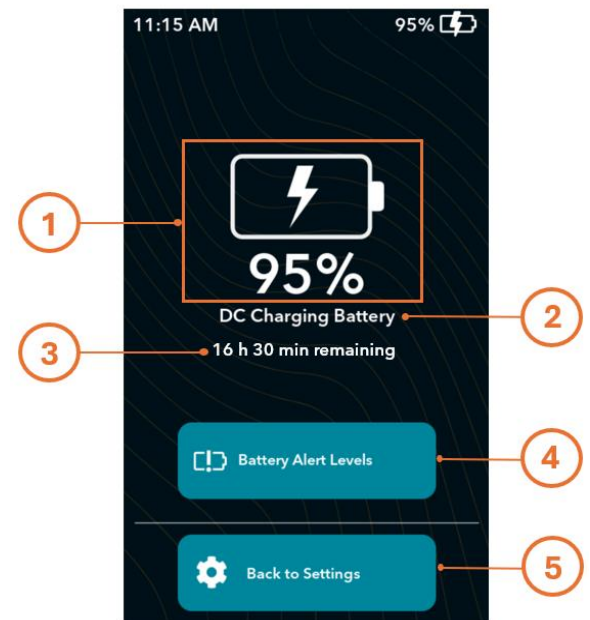 11:15 AM 95%
1
95%
DC Charging Battery
2
3
16 h 30 min remaining
Battery Alert Levels
4
Back to Settings
5